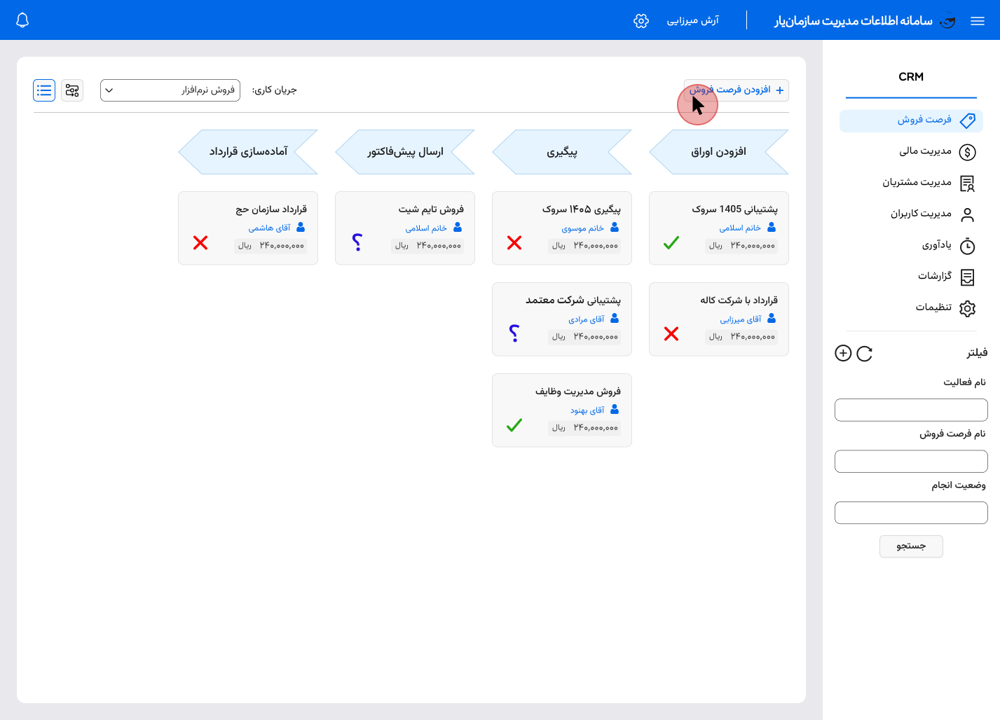 سامانه اطلاعات مدیریت سازمان‌یار
آرش میرزایی
CRM
فرصت فروش
مدیریت مالی
مدیریت مشتریان
مدیریت کاربران
یادآوری
گزارشات
تنظیمات
فیلتر
نام فعالیت
نام فرصت فروش
وضعیت انجام
جستجو
+ افزودن فرصت فروش
جریان کاری:
فروش نرم‌افزار
افزودن اوراق
پشتیبانی 1405 سروک
خانم اسلامی
۲۴۰,۰۰۰,۰۰۰ ریال
قرارداد با شرکت کاله
آقای میرزایی
۲۴۰,۰۰۰,۰۰۰ ریال
پیگیری
پیگیری ۱۴۰۵ سروک
خانم موسوی
۲۴۰,۰۰۰,۰۰۰ ریال
پشتیبانی شرکت معتمد
آقای مرادی
۲۴۰,۰۰۰,۰۰۰ ریال
؟
فروش مدیریت وظایف
آقای بهنود
۲۴۰,۰۰۰,۰۰۰ ریال
ارسال پیش‌فاکتور
فروش تایم شیت
خانم اسلامی
۲۴۰,۰۰۰,۰۰۰ ریال
؟
آماده‌سازی قرارداد
قرارداد سازمان حج
آقای هاشمی
۲۴۰,۰۰۰,۰۰۰ ریال